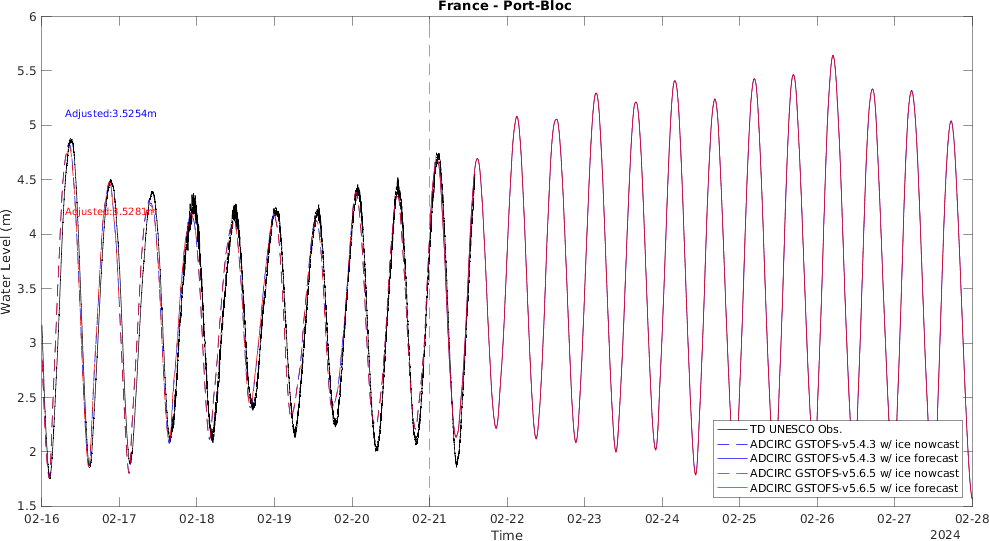 France - Port-Bloc
Water Level (m)
6
5.5
5
4.5
4
3.5
3
2.5
2
1.5
Adjusted:3.5254m
Adjusted:3.5281m
TD UNESCO Obs.
ADCIRC GSTOFS-v5.4.3 w/ ice nowcast
ADCIRC GSTOFS-v5.4.3 w/ ice forecast
ADCIRC GSTOFS-v5.6.5 w/ ice nowcast
ADCIRC GSTOFS-v5.6.5 w/ ice forecast
02-16 02-17 02-18 02-19 02-20 02-21 02-22 02-23 02-24 02-25 02-26 02-27 02-28
Time
2024